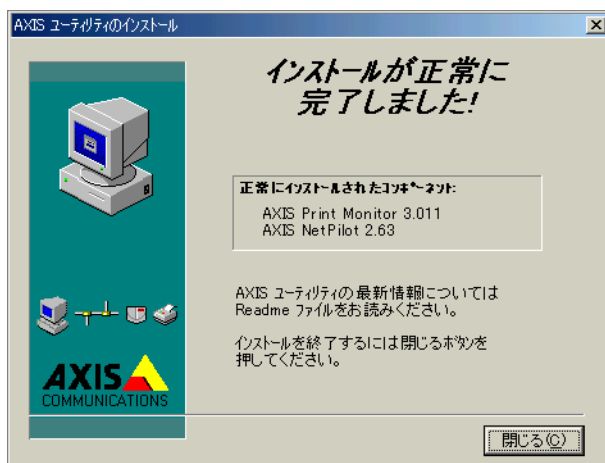 AXIS ユーティリティのインストール
インストールが正常に
完了しました!
正常にインストールされたコンポーネント:
AXIS Print Monitor 3.011
AXIS NetPilot 2.63
AXIS ユーティリティの最新情報については
Readme ファイルをお読みください。
インストールを終了するには閉じるボタンを
押してください。
AXIS
COMMUNICATIONS
閉じる(C)